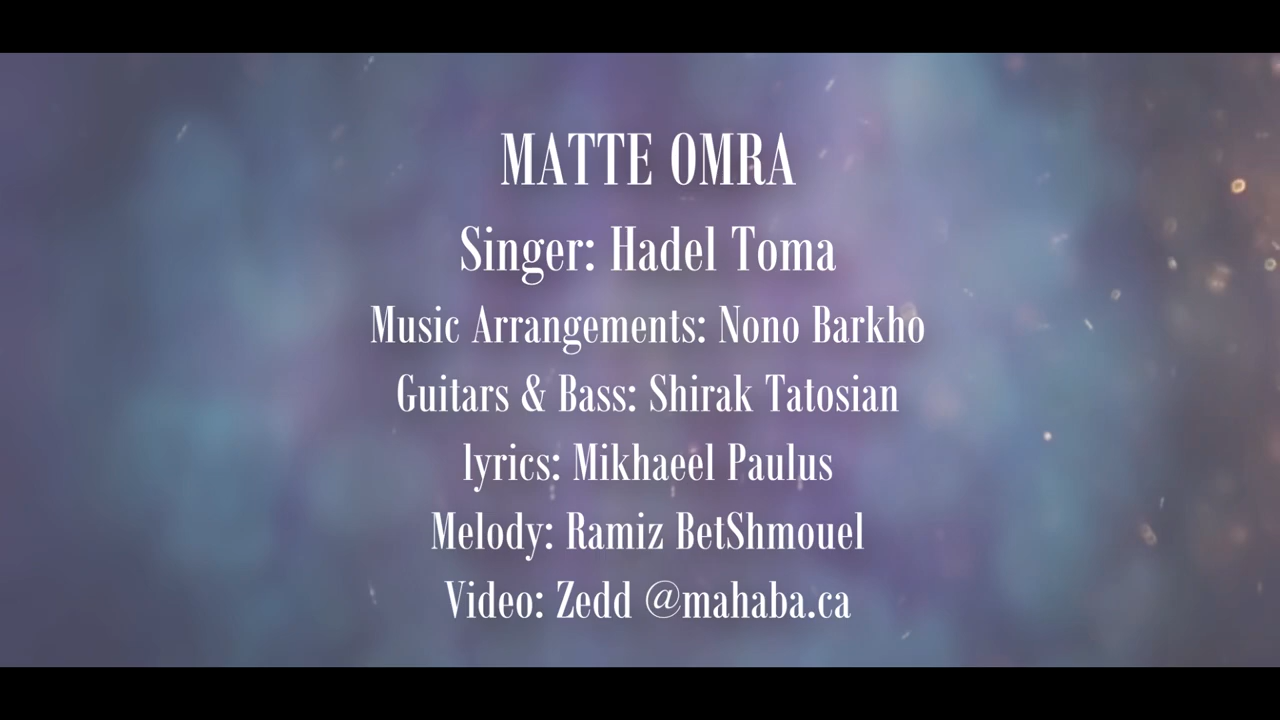 MATTE OMRA
Singer: Hadel Toma
Music Arrangements: Nono Barkho
Guitars & Bass: Shirak Tatosian
lyrics: Mikhaeel Paulus
Melody: Ramiz BetShmouel
Video: Zedd @mahaba.ca